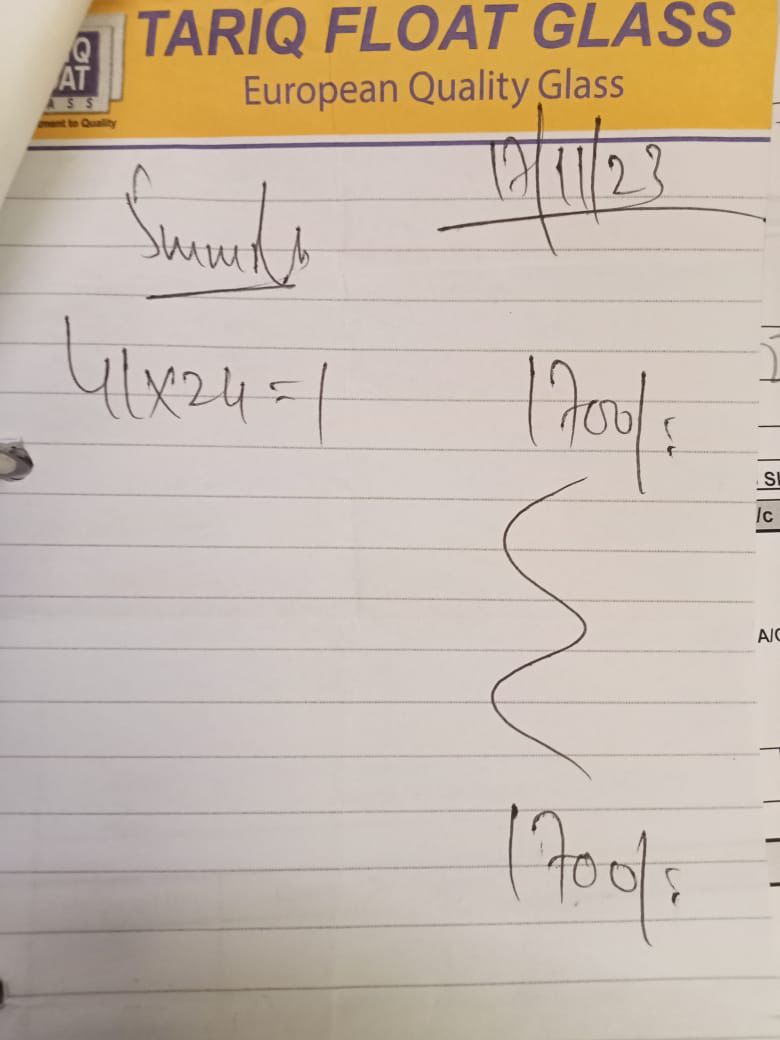 TARIQ FLOAT GLASS
European Quality Glass
Q
AT
ASS
ment to Quality
17/11/23
41x24=1 1700/:
1700/:
SI
/c
A/C